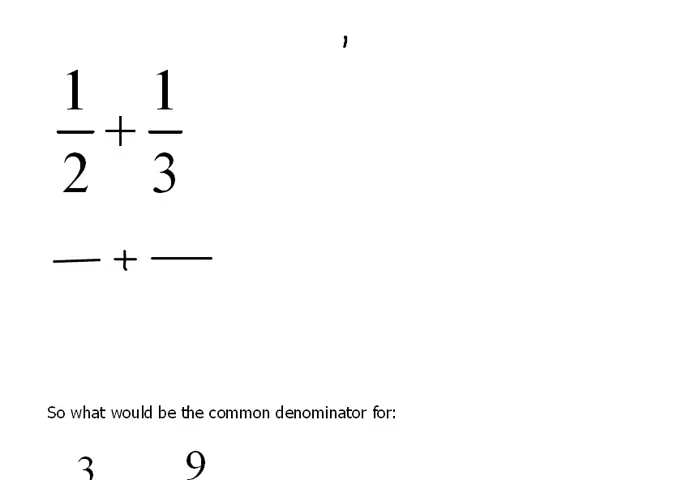 1 1
— + —
2 3
— + —
So what would be the common denominator for:
3 9